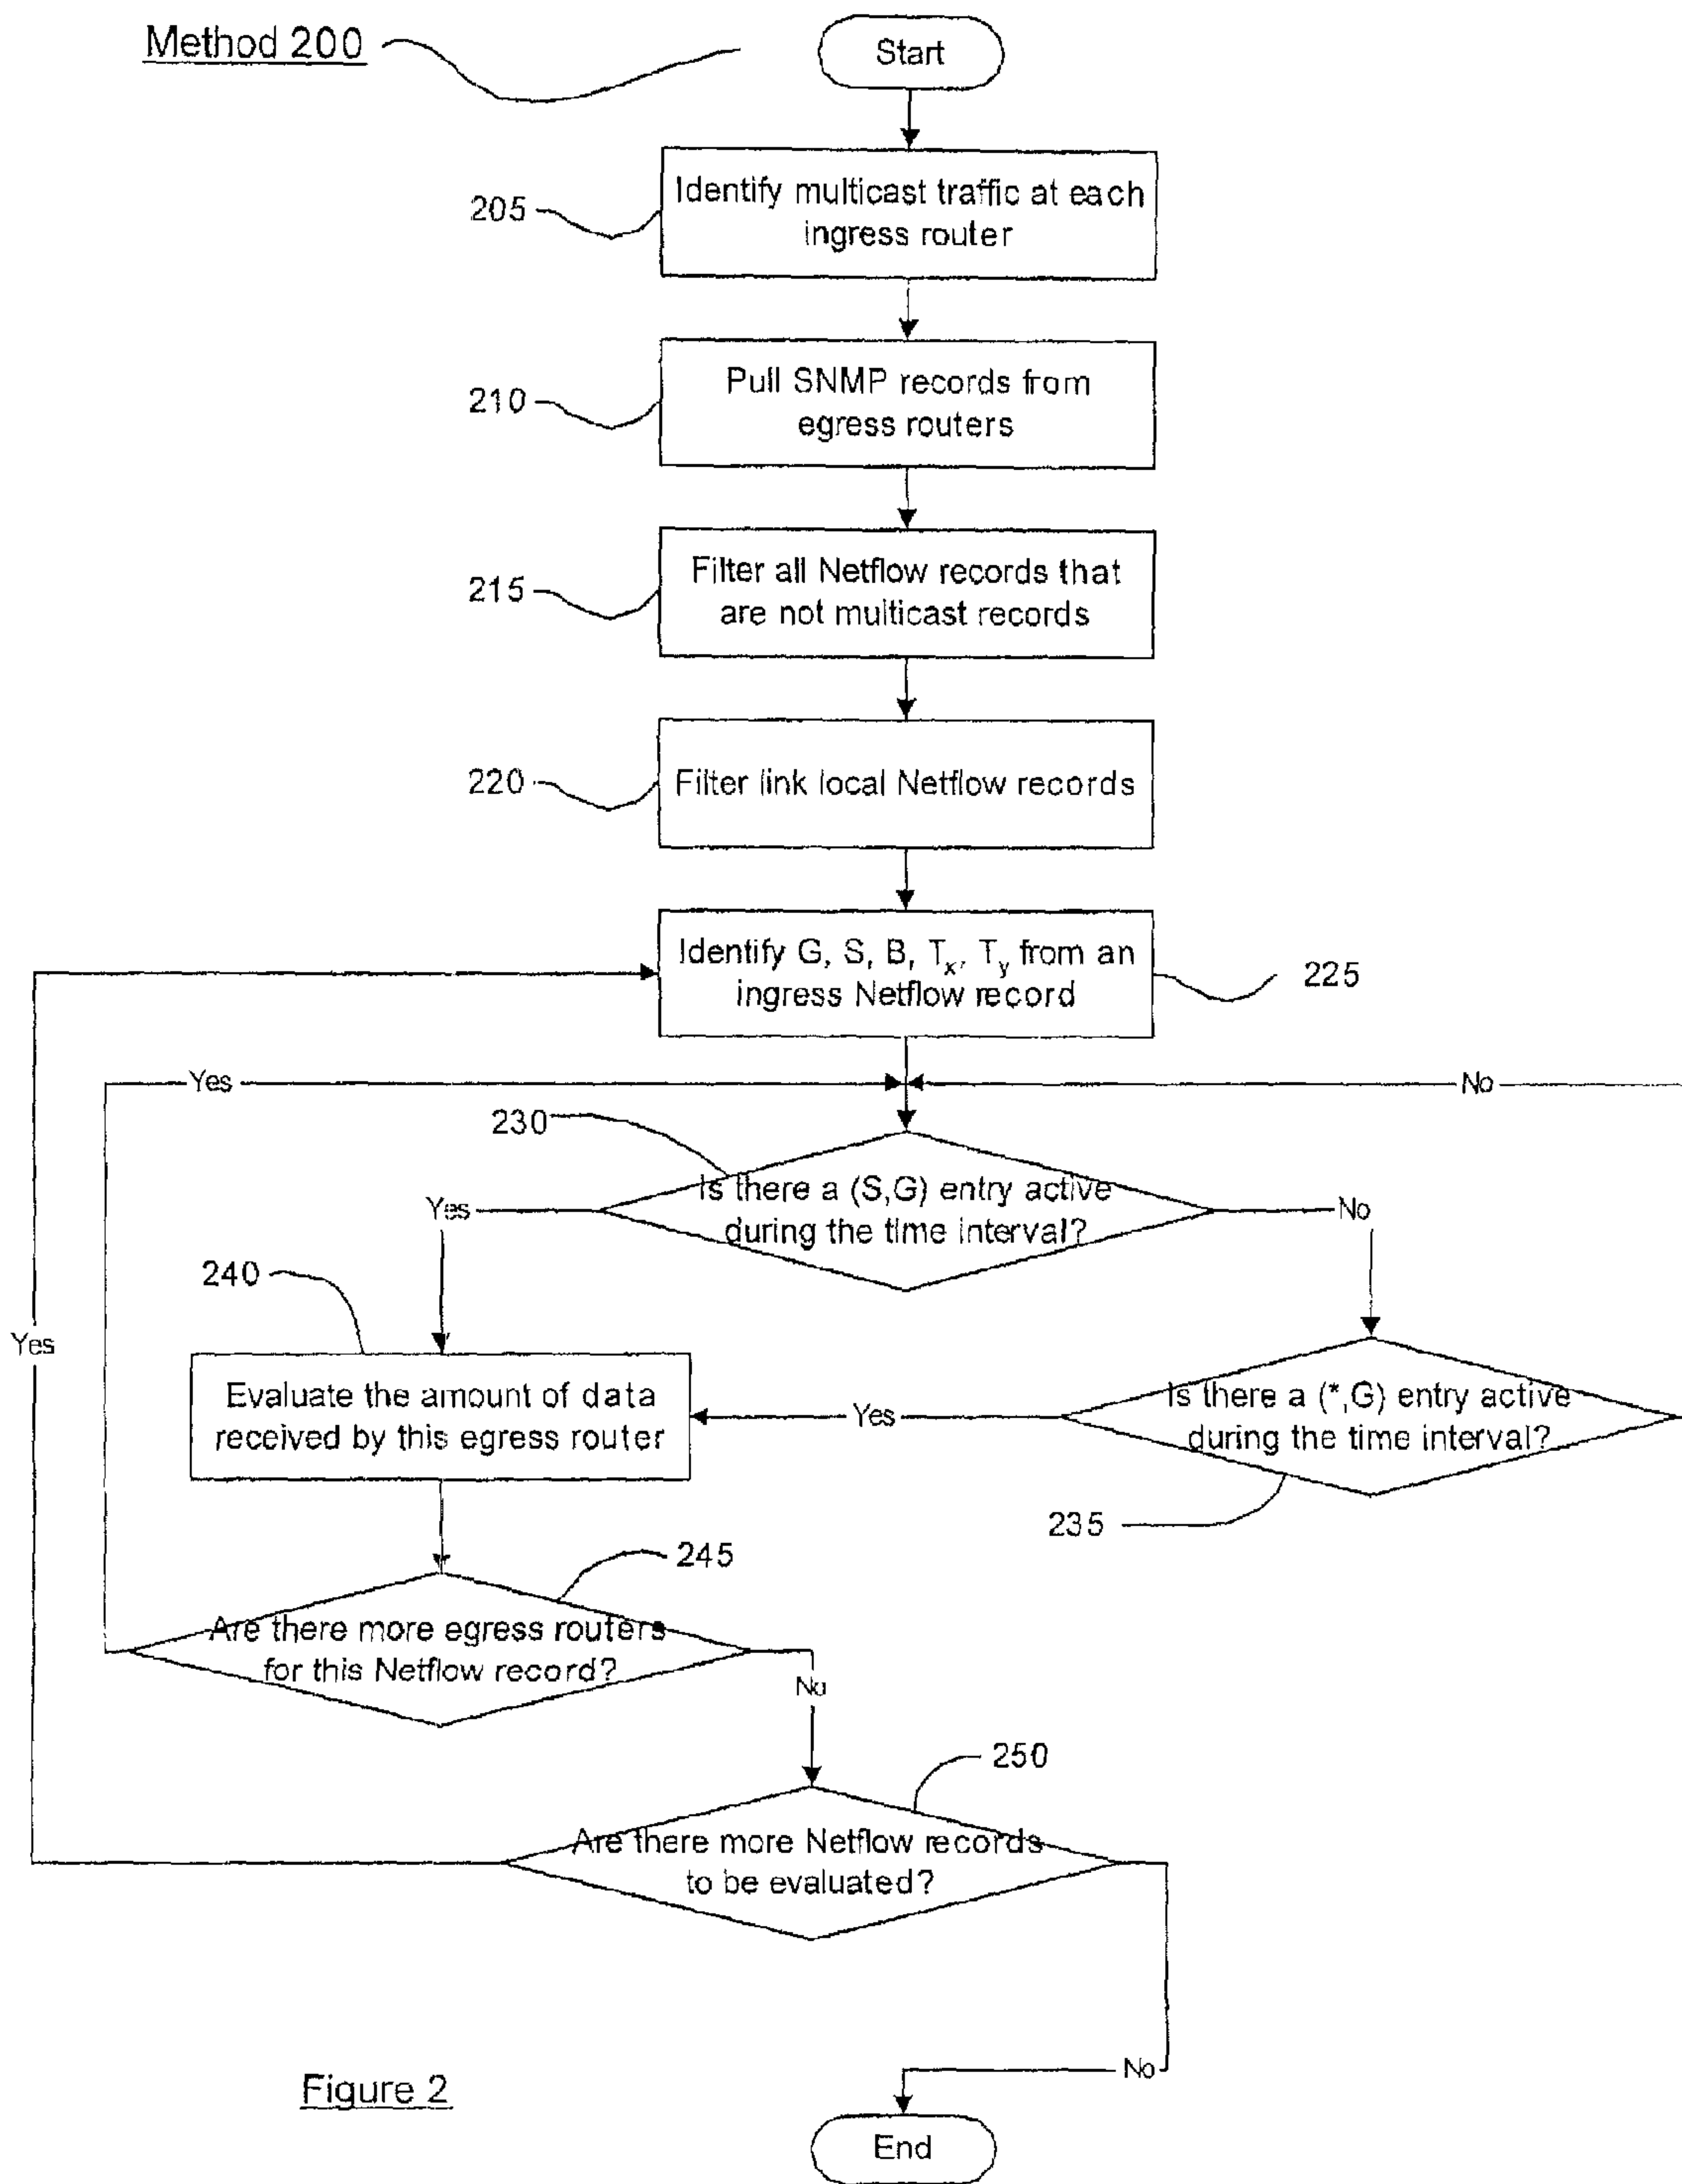 Method 200
Start
205
Identify multicast traffic at each
ingress router
210
Pull SNMP records from
egress routers
215
Filter all Netflow records that
are not multicast records
220
Filter link local Netflow records
Identify G, S, B, Tx, Ty from an
ingress Netflow record
225
Yes
No
230
Is there a (S,G) entry active
during the time interval?
Yes
No
240
Yes
Evaluate the amount of data
received by this egress router
Yes
Is there a (*,G) entry active
during the time interval?
235
245
Are there more egress routers
for this Netflow record?
No
250
Are there more Netflow records
to be evaluated?
No
Figure 2
End